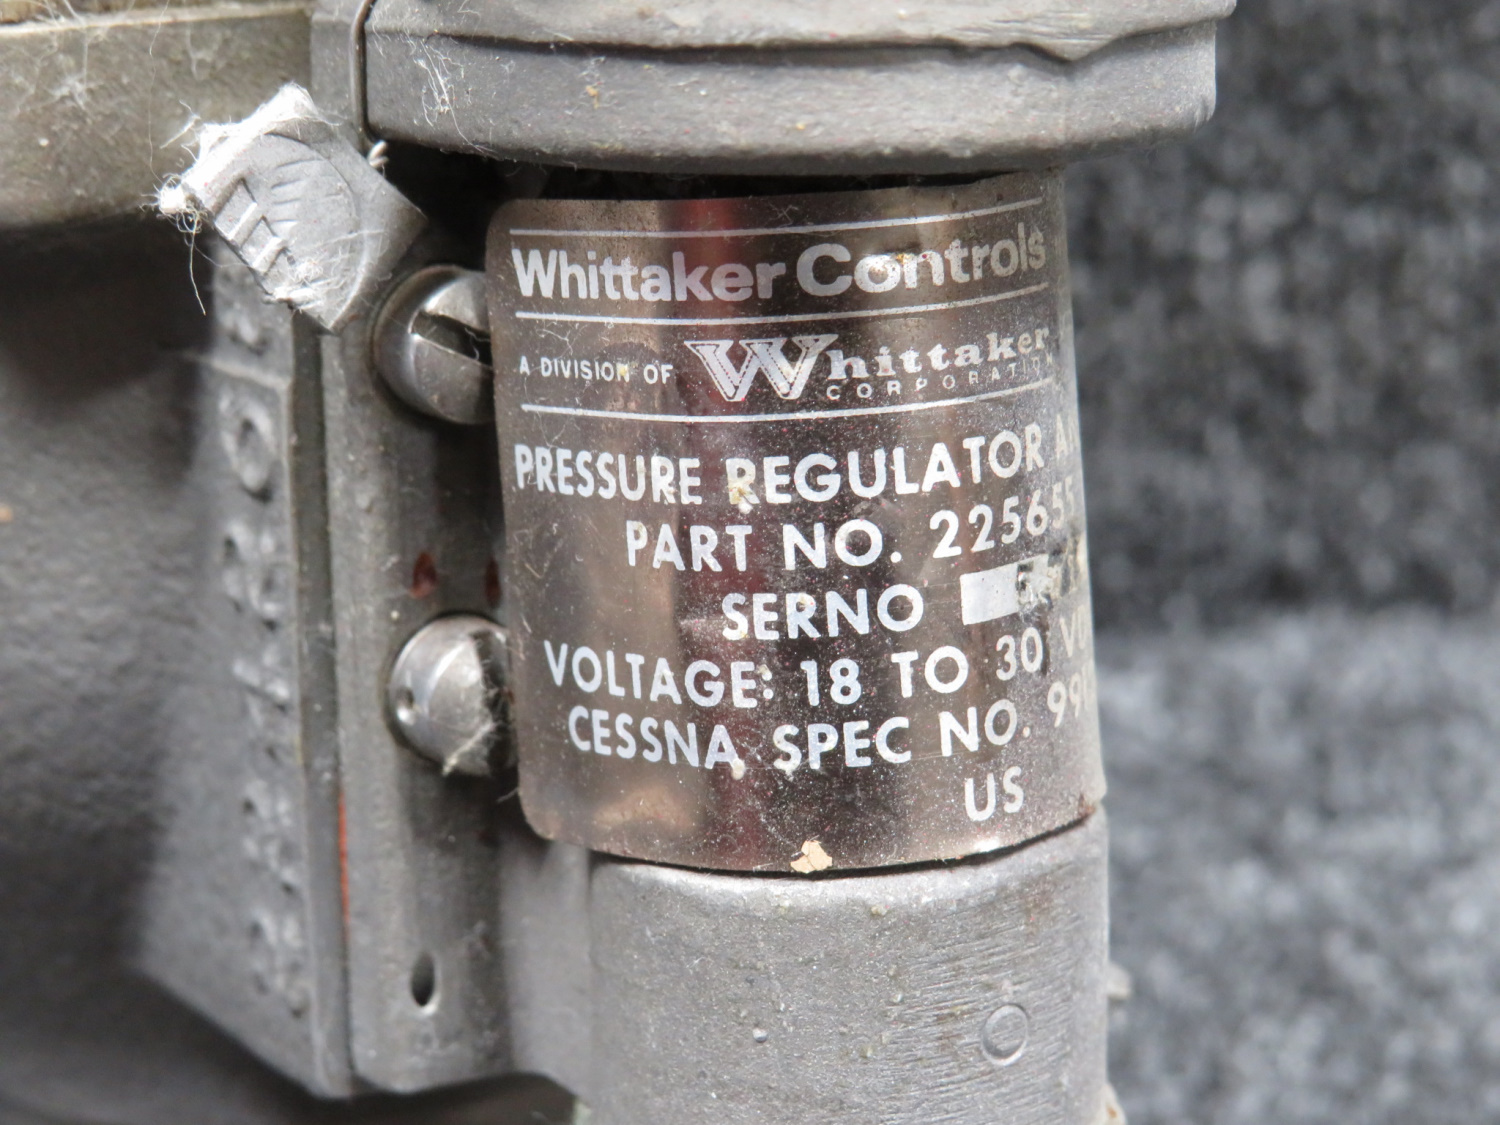 Whittaker Controls
A DIVISION OF Whittaker
CORPORATION
PRESSURE REGULATOR
PART NO. 225655
SERNO
VOLTAGE: 18 TO 30
CESSNA SPEC NO.
US